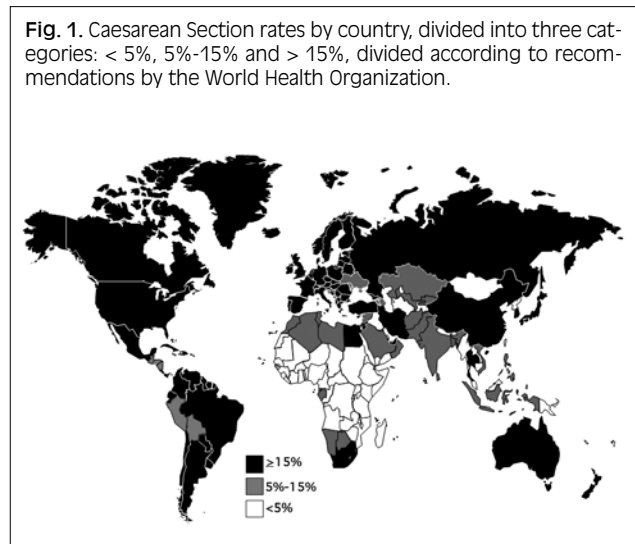 Fig. 1. Caesarean Section rates by country, divided into three cat-
egories: < 5%, 5%-15% and > 15%, divided according to recom-
mendations by the World Health Organization.
≥15%
5%-15%
<5%